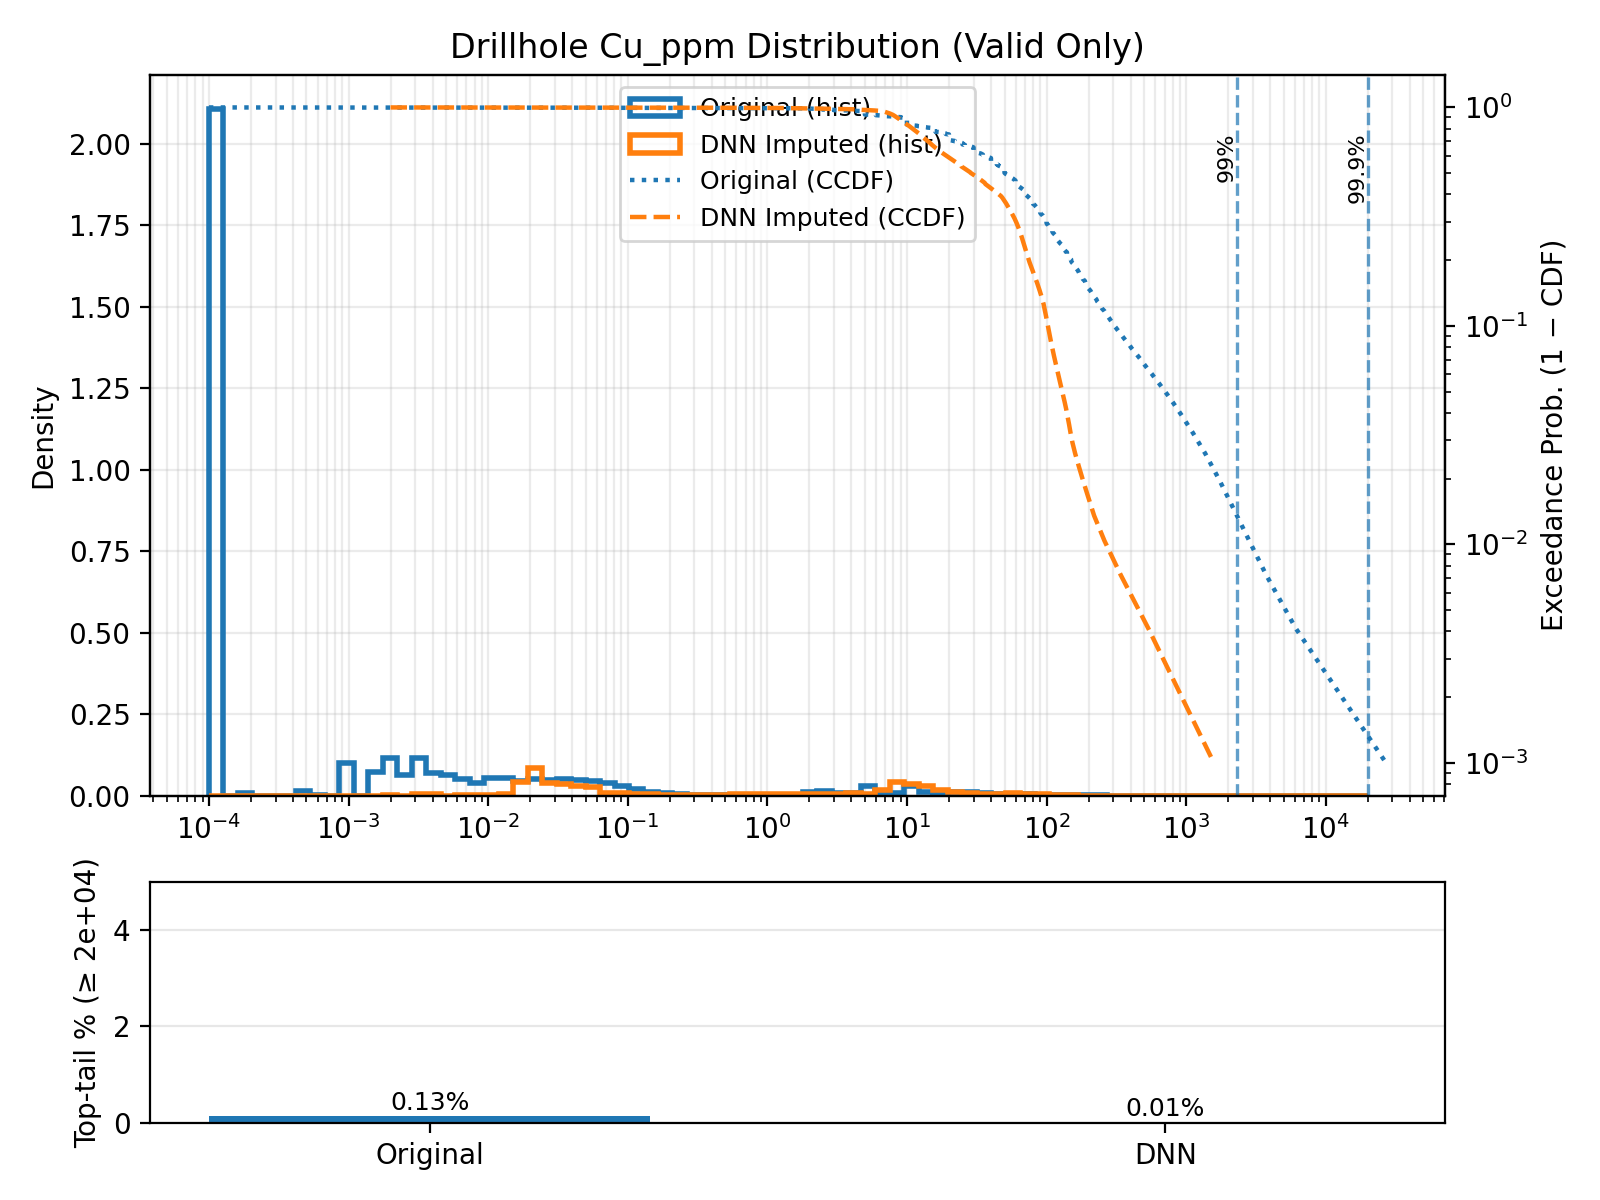 Drillhole Cu_ppm Distribution (Valid Only)
Original (hist)
DNN Imputed (hist)
Original (CCDF)
DNN Imputed (CCDF)
99%
99.9%
Density
2.00
1.75
1.50
1.25
1.00
0.75
0.50
0.25
0.00
10⁰
10⁻¹
10⁻²
10⁻³
Exceedance Prob. (1 − CDF)
10⁻⁴ 10⁻³ 10⁻² 10⁻¹ 10⁰ 10¹ 10² 10³ 10⁴
Top-tail % (≥ 2e+04)
4
2
0
0.13%
0.01%
Original DNN